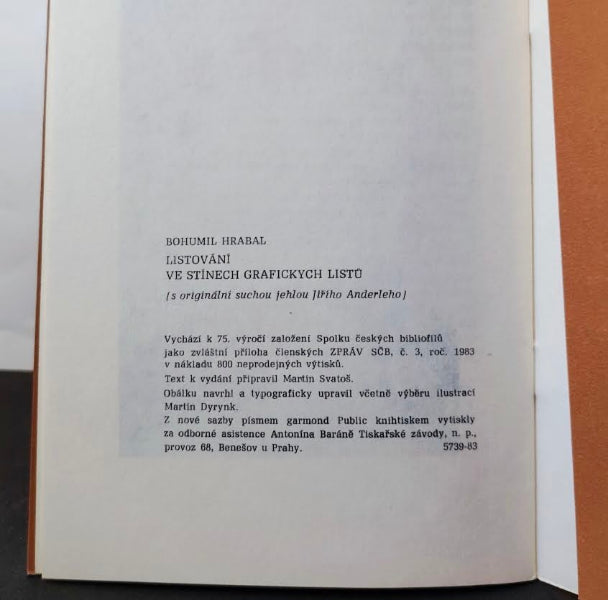 BOHUMIL HRABAL
LISTOVÁNÍ
VE STÍNECH GRAFICKÝCH LISTŮ
(s originální suchou jehlou Jiřího Anderleho)
Vychází k 75. výročí založení Spolku českých bibliofilů
jako zvláštní příloha členských ZPRÁV SČB, č. 3, roč. 1983
v nákladu 800 neprodejných výtisků.
Text k vydání připravil Martin Svatoš.
Obálku navrhl a typograficky upravil včetně výběru ilustrací
Martin Dyrynk.
Z nové sazby písmem garmond Public knihtiskem vytiskly
za odborné asistence Antonína Baráně Tiskařské závody, n. p.,
provoz 68, Benešov u Prahy. 5739-83